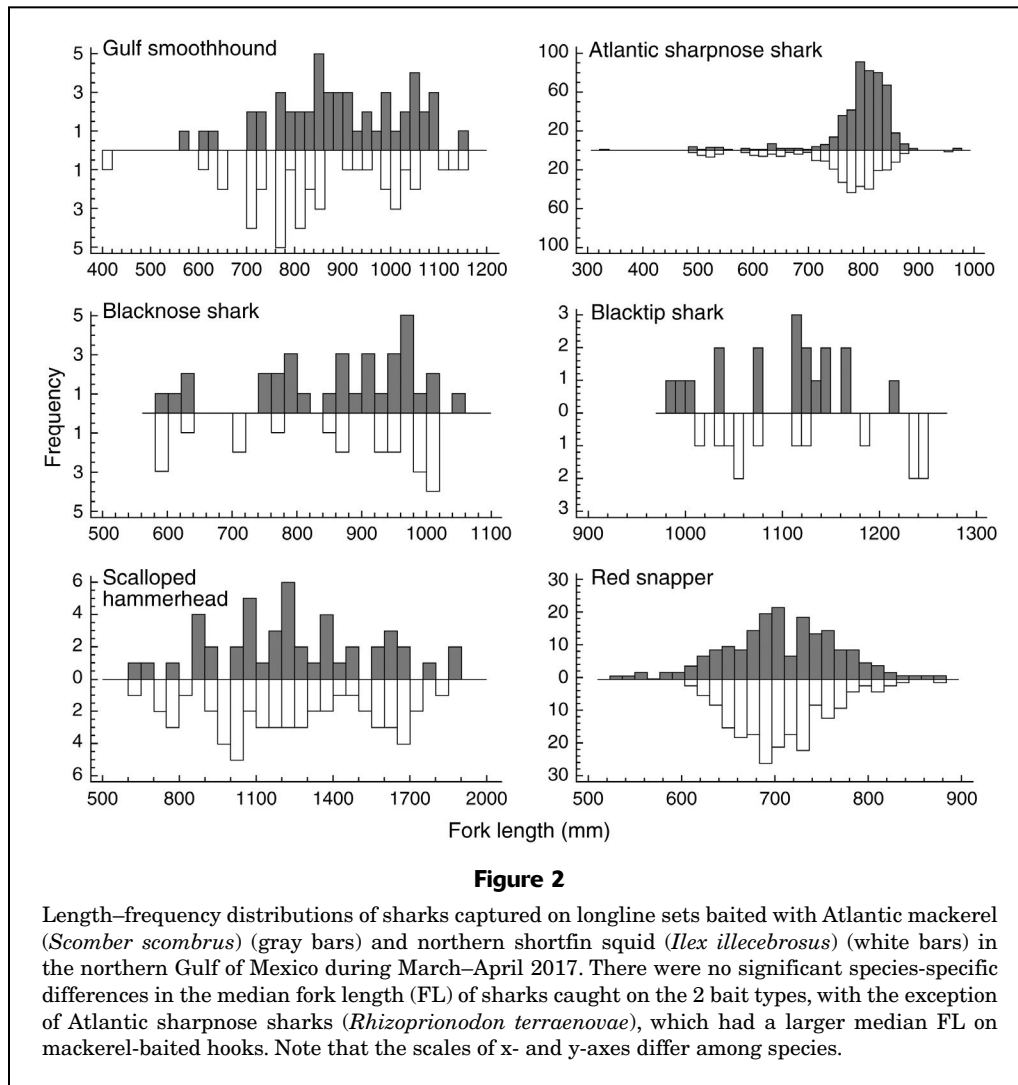 Gulf smoothhound
5
3
1
1
3
5
400 500 600 700 800 900 1000 1100 1200
Atlantic sharpnose shark
100
60
20
20
60
100
300 400 500 600 700 800 900 1000
Blacknose shark
5
3
1
1
3
5
500 600 700 800 900 1000 1100
Blacktip shark
3
2
1
0
1
2
3
900 1000 1100 1200 1300
Frequency
Scalloped
hammerhead
6
4
2
0
2
4
6
500 800 1100 1400 1700 2000
Red snapper
30
20
10
0
10
20
30
500 600 700 800 900
Fork length (mm)
Figure 2
Length–frequency distributions of sharks captured on longline sets baited with Atlantic mackerel
(Scomber scombrus) (gray bars) and northern shortfin squid (Ilex illecebrosus) (white bars) in
the northern Gulf of Mexico during March–April 2017. There were no significant species-specific
differences in the median fork length (FL) of sharks caught on the 2 bait types, with the exception
of Atlantic sharpnose sharks (Rhizoprionodon terraenovae), which had a larger median FL on
mackerel-baited hooks. Note that the scales of x- and y-axes differ among species.